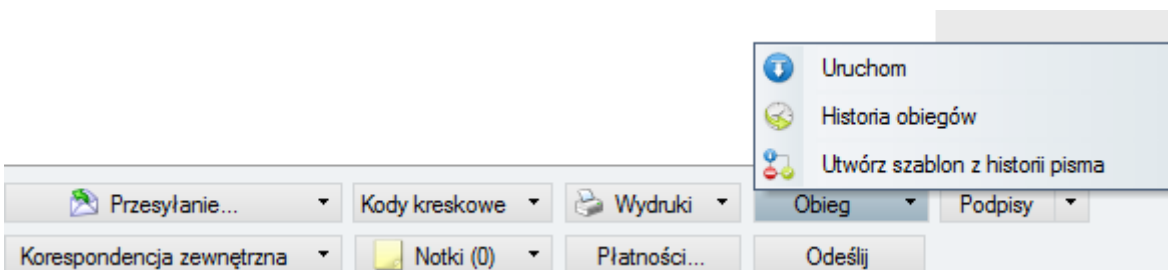 Uruchom
Historia obiegów
Utwórz szablon z historii pisma
Przesyłanie... Kody kreskowe Wydruki Obieg Podpisy
Korespondencja zewnętrzna Notki (0) Płatności... Odeślij